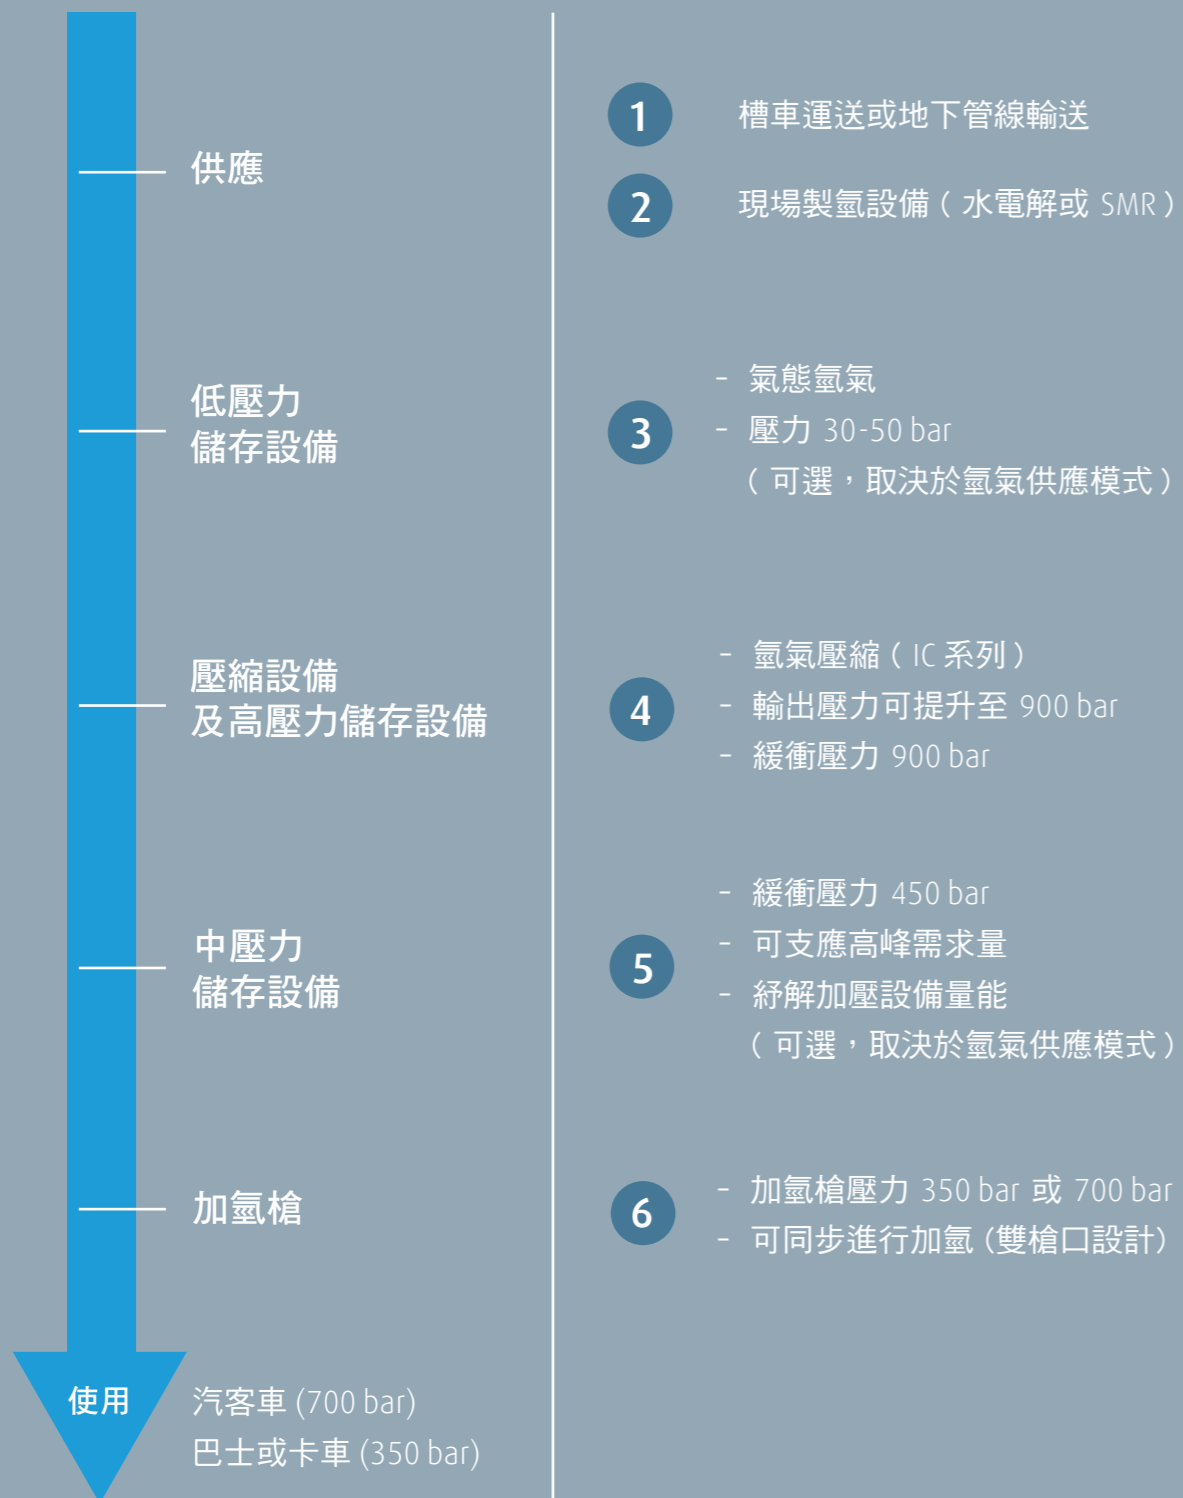 供應
1
槽車運送或地下管線輸送
2
現場製氫設備（水電解或 SMR）
低壓力
儲存設備
3
- 氣態氫氣
- 壓力 30-50 bar
（可選，取決於氫氣供應模式）
壓縮設備
及高壓力儲存設備
4
- 氫氣壓縮（IC 系列）
- 輸出壓力可提升至 900 bar
- 緩衝壓力 900 bar
中壓力
儲存設備
5
- 緩衝壓力 450 bar
- 可支應高峰需求量
- 紓解加壓設備量能
（可選，取決於氫氣供應模式）
加氫槍
6
- 加氫槍壓力 350 bar 或 700 bar
- 可同步進行加氫 (雙槍口設計)
使用
汽客車 (700 bar)
巴士或卡車 (350 bar)